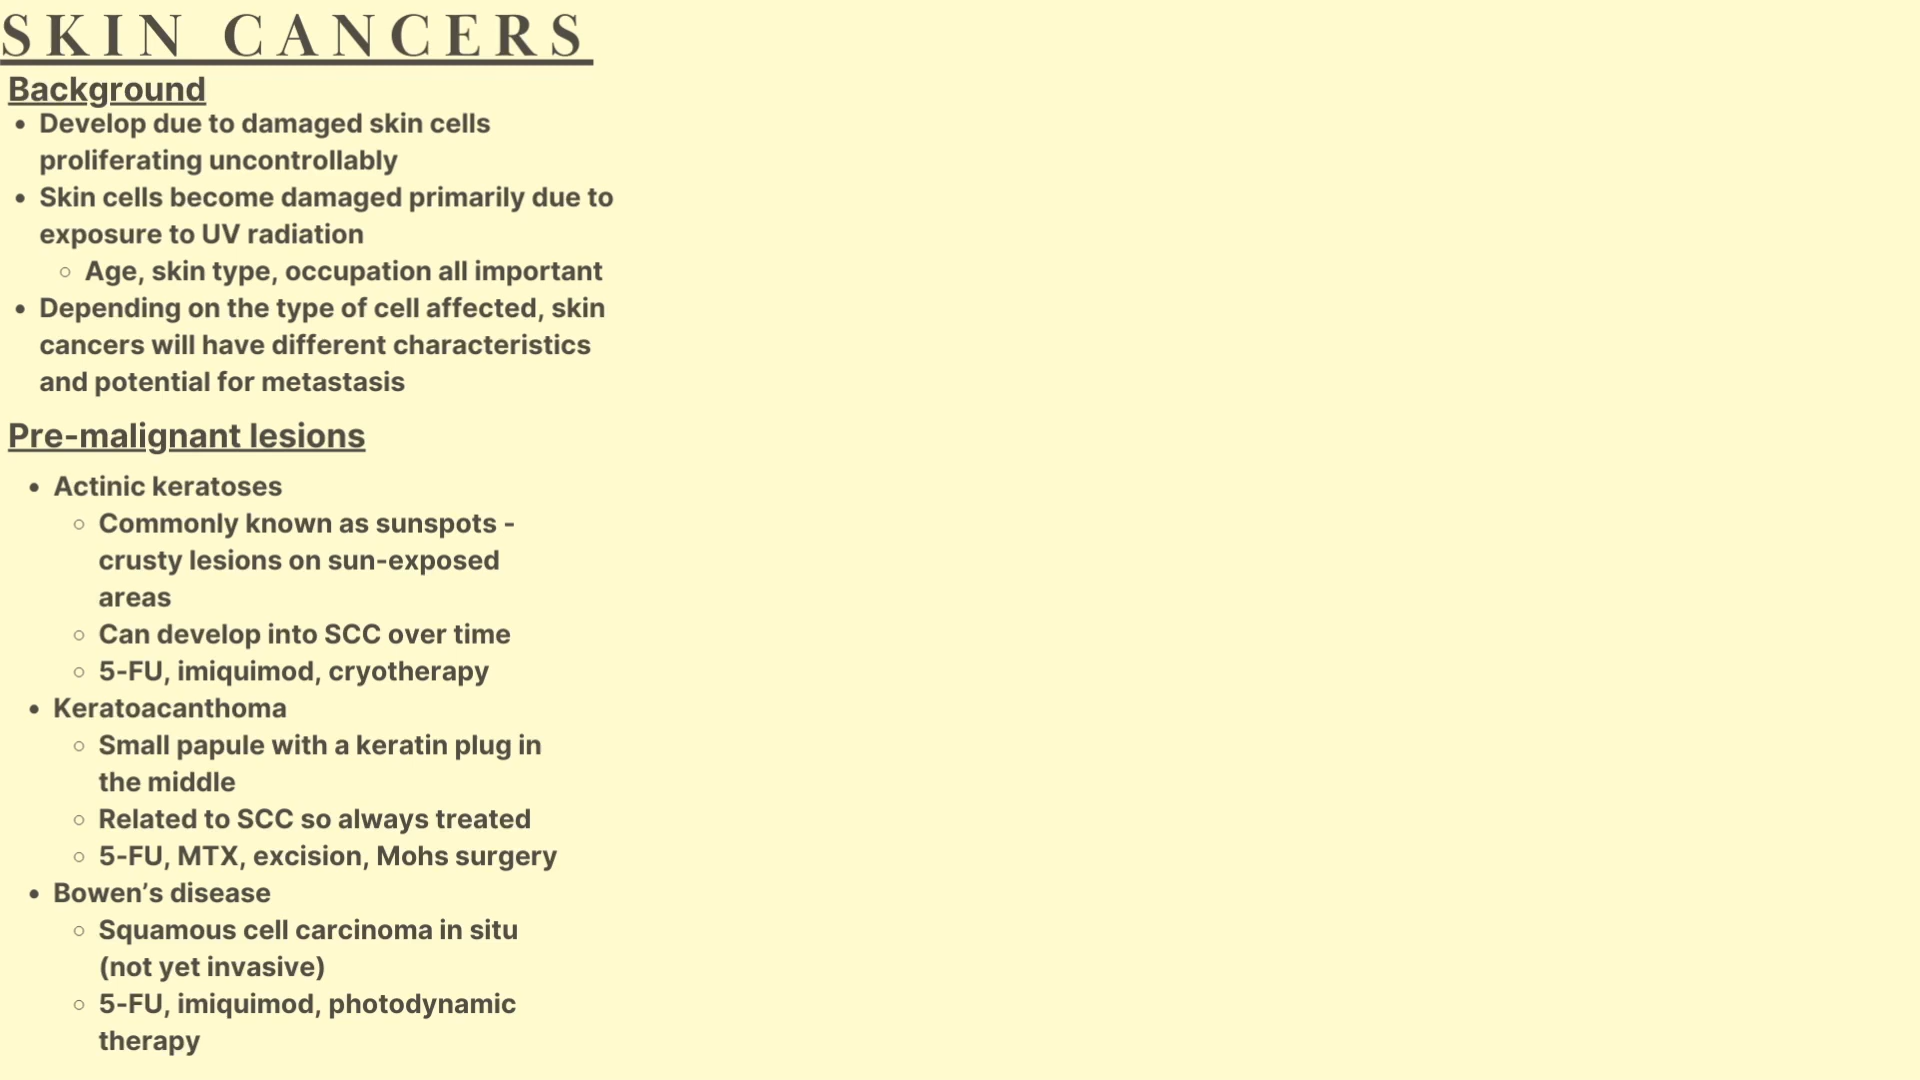 SKIN CANCERS
Background
• Develop due to damaged skin cells
proliferating uncontrollably
• Skin cells become damaged primarily due to
exposure to UV radiation
○ Age, skin type, occupation all important
• Depending on the type of cell affected, skin
cancers will have different characteristics
and potential for metastasis
Pre-malignant lesions
• Actinic keratoses
○ Commonly known as sunspots -
crusty lesions on sun-exposed
areas
○ Can develop into SCC over time
○ 5-FU, imiquimod, cryotherapy
• Keratoacanthoma
○ Small papule with a keratin plug in
the middle
○ Related to SCC so always treated
○ 5-FU, MTX, excision, Mohs surgery
• Bowen’s disease
○ Squamous cell carcinoma in situ
(not yet invasive)
○ 5-FU, imiquimod, photodynamic
therapy